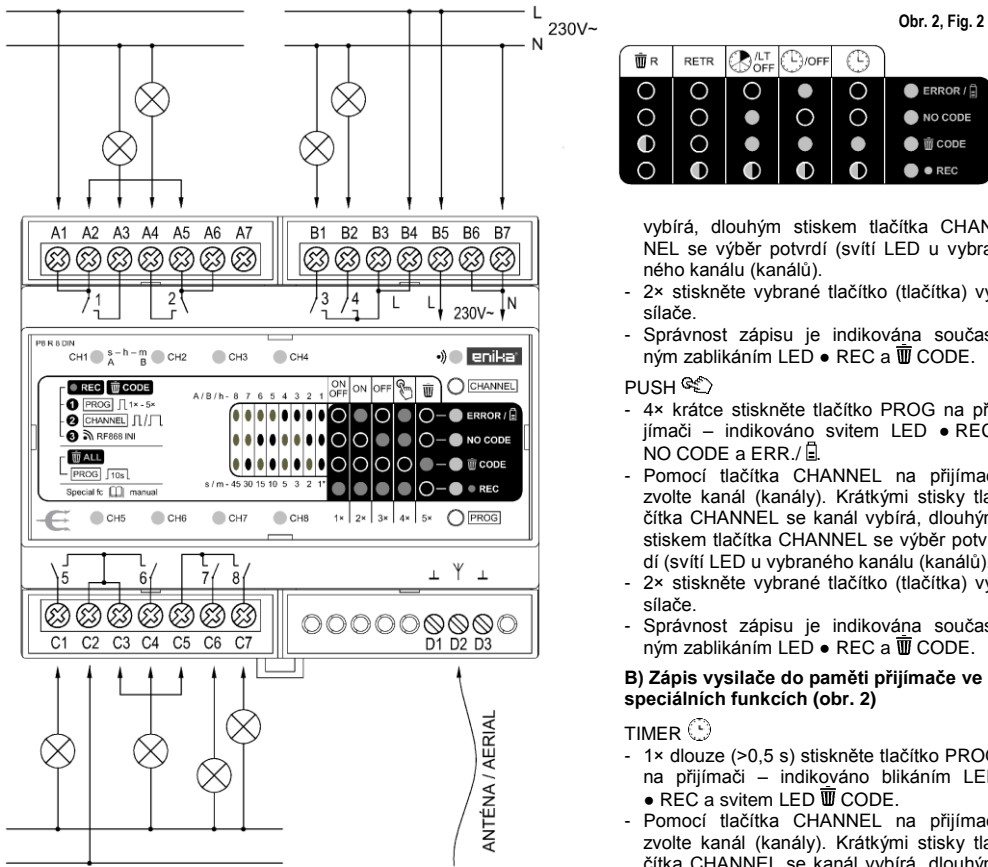 L
230V~
N
A1 A2 A3 A4 A5 A6 A7
B1 B2 B3 B4 B5 B6 B7
1 2
3 4 L L N
230V~
P8 R 8 DIN
CH1 s – h – m CH2 CH3 CH4
A B
enika
● REC CODE
1 PROG 1× - 5×
2 CHANNEL
3 RF868 INI
ALL
PROG 10s
Special fc manual
A / B / h - 8 7 6 5 4 3 2 1
s / m - 45 30 15 10 5 3 2 1"
ON OFF
ON
OFF
CHANNEL
ERROR /
NO CODE
CODE
● REC
CH5 CH6 CH7 CH8 1× 2× 3× 4× 5× PROG
5 6 7 8
C1 C2 C3 C4 C5 C6 C7
D1 D2 D3
ANTÉNA / AERIAL
Obr. 2, Fig. 2
R RETR /LT OFF /OFF
ERROR /
NO CODE
CODE
● REC
vybírá, dlouhým stiskem tlačítka CHAN
NEL se výběr potvrdí (svítí LED u vybra
ného kanálu (kanálů).
- 2× stiskněte vybrané tlačítko (tlačítka) vy
sílače.
- Správnost zápisu je indikována součas
ným zablikáním LED ● REC a CODE.
PUSH
- 4× krátce stiskněte tlačítko PROG na při
jímači – indikováno svitem LED ● REC
NO CODE a ERR./
- Pomocí tlačítka CHANNEL na přijímač
zvolte kanál (kanály). Krátkými stisky tla
čítka CHANNEL se kanál vybírá, dlouhým
stiskem tlačítka CHANNEL se výběr potvr
dí (svítí LED u vybraného kanálu (kanálů)
- 2× stiskněte vybrané tlačítko (tlačítka) vy
sílače.
- Správnost zápisu je indikována součas
ným zablikáním LED ● REC a CODE.
B) Zápis vysilače do paměti přijímače ve
speciálních funkcích (obr. 2)
TIMER
- 1× dlouze (>0,5 s) stiskněte tlačítko PROG
na přijímači – indikováno blikáním LED
● REC a svitem LED CODE.
- Pomocí tlačítka CHANNEL na přijímač
zvolte kanál (kanály). Krátkými stisky tla
čítka CHANNEL se kanál vybírá, dlouhým